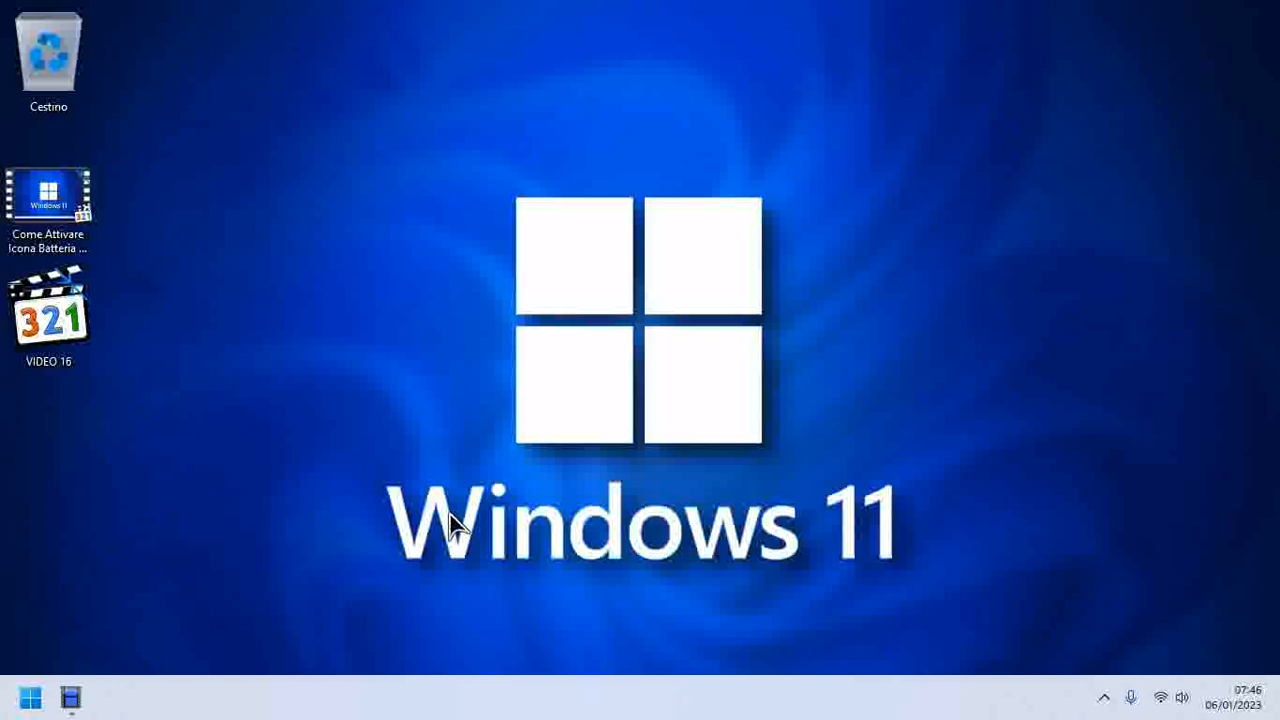 Cestino
Windows 11
Come Attivare
Icona Batteria ...
321
VIDEO 16
Windows 11
07:46
06/01/2023